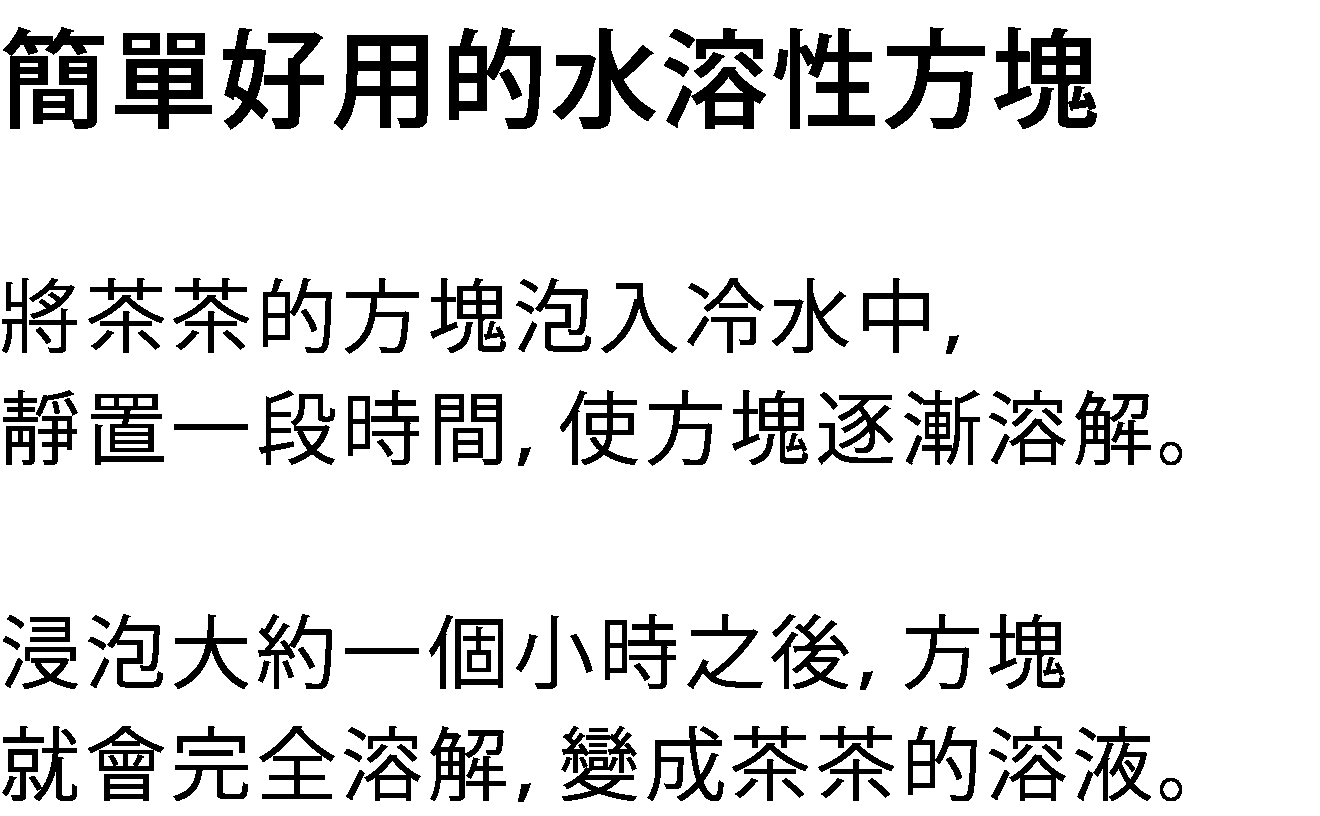 簡單好用的水溶性方塊
將茶茶的方塊泡入冷水中,
靜置一段時間, 使方塊逐漸溶解。
浸泡大約一個小時之後, 方塊
就會完全溶解, 變成茶茶的溶液。